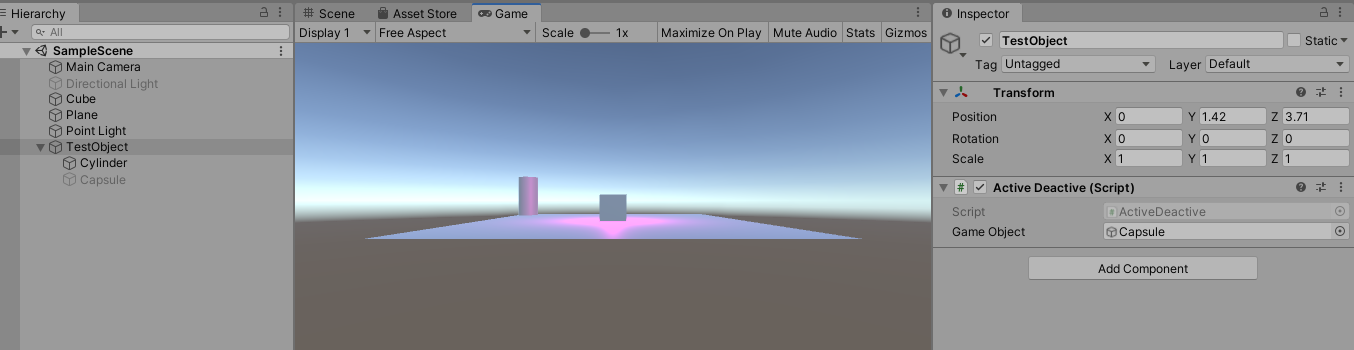 Hierarchy
All
SampleScene
Main Camera
Directional Light
Cube
Plane
Point Light
TestObject
Cylinder
Capsule
Scene Asset Store Game
Display 1 Free Aspect Scale 1x Maximize On Play Mute Audio Stats Gizmos
Inspector
TestObject Static
Tag Untagged Layer Default
Transform
Position X 0 Y 1.42 Z 3.71
Rotation X 0 Y 0 Z 0
Scale X 1 Y 1 Z 1
# Active Deactive (Script)
Script ActiveDeactive
Game Object Capsule
Add Component